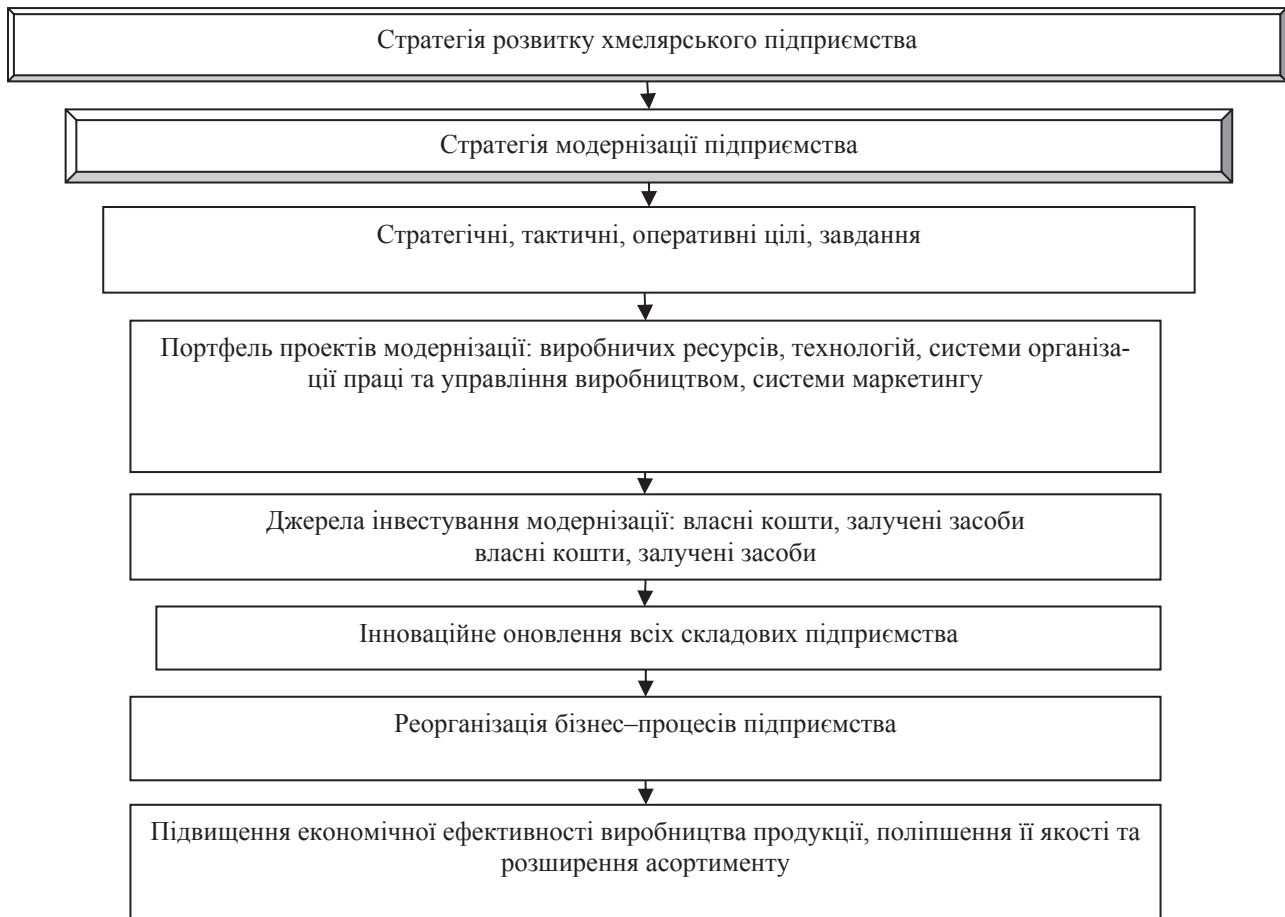 Стратегія розвитку хмелярського підприємства
Стратегія модернізації підприємства
Стратегічні, тактичні, оперативні цілі, завдання
Портфель проектів модернізації: виробничих ресурсів, технологій, системи організа-
ції праці та управління виробництвом, системи маркетингу
Джерела інвестування модернізації: власні кошти, залучені засоби
власні кошти, залучені засоби
Інноваційне оновлення всіх складових підприємства
Реорганізація бізнес–процесів підприємства
Підвищення економічної ефективності виробництва продукції, поліпшення її якості та
розширення асортименту